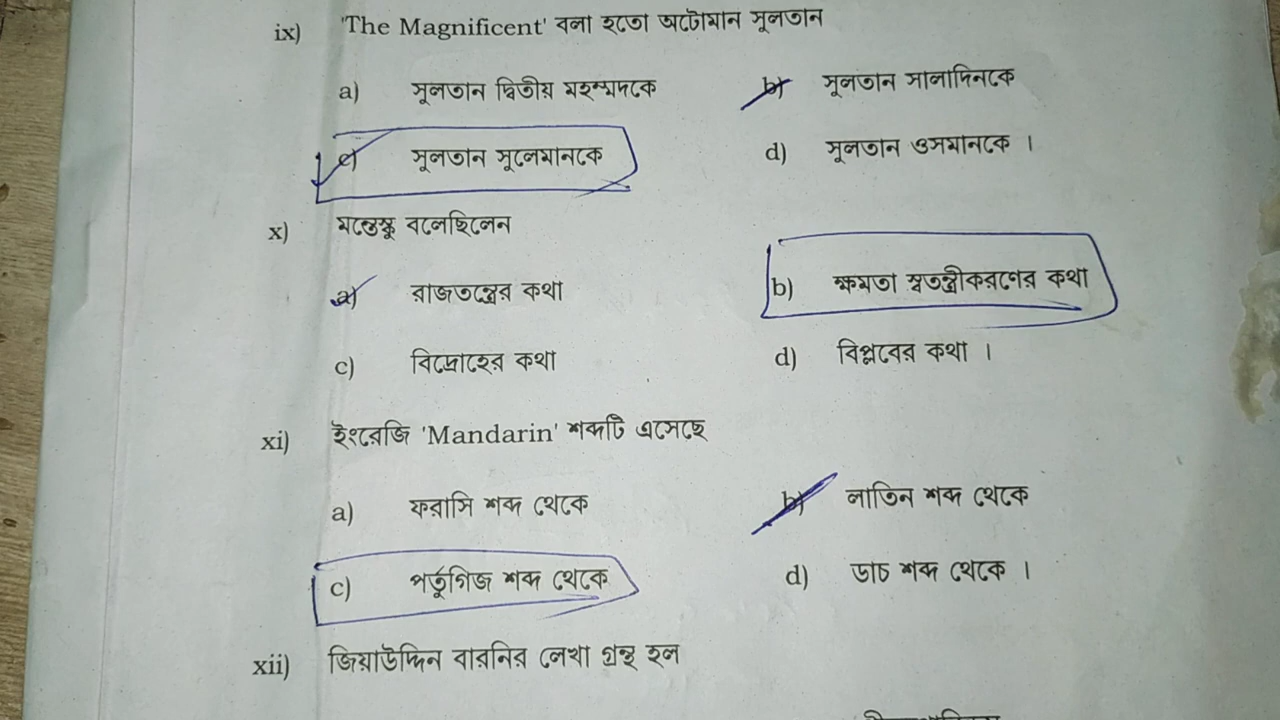 ix) 'The Magnificent' বলা হতো অটোমান সুলতান
a) সুলতান দ্বিতীয় মহম্মদকে b) সুলতান সালাদিনকে
c) সুলতান সুলেমানকে d) সুলতান ওসমানকে ।
x) মন্তেস্কু বলেছিলেন
a) রাজতন্ত্রের কথা b) ক্ষমতা স্বতন্ত্রীকরণের কথা
c) বিদ্রোহের কথা d) বিপ্লবের কথা ।
xi) ইংরেজি 'Mandarin' শব্দটি এসেছে
a) ফরাসি শব্দ থেকে b) লাতিন শব্দ থেকে
c) পর্তুগিজ শব্দ থেকে d) ডাচ শব্দ থেকে ।
xii) জিয়াউদ্দিন বারনির লেখা গ্রন্থ হল